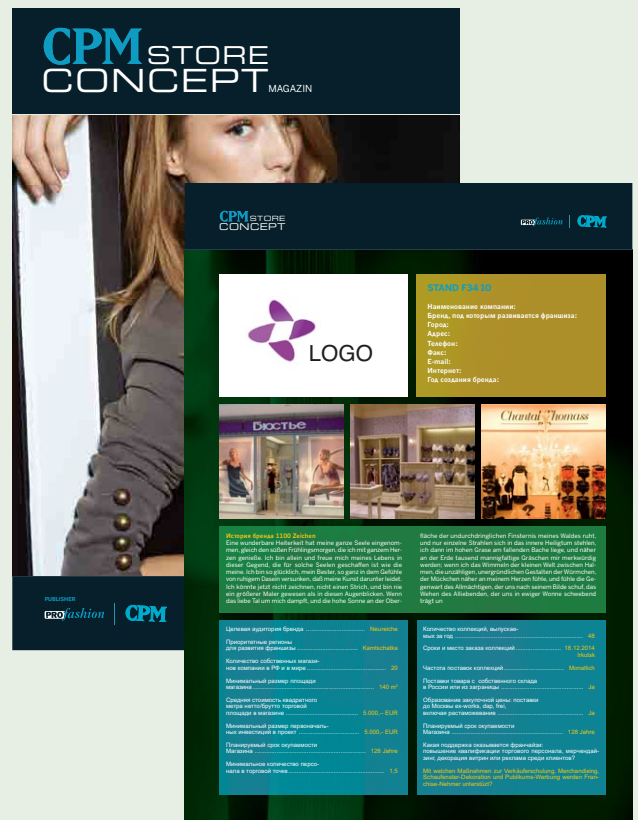 CPM STORE
CONCEPT MAGAZIN
CPM STORE
CONCEPT
PROfashion CPM
LOGO
STAND F34 10
Наименование компании:
Бренд, под которым развивается франшиза:
Город:
Адрес:
Телефон:
Факс:
E-mail:
Интернет:
Год создания бренда:
Бюстье
Chantal Thomass
История бренда 1100 Zeichen
Eine wunderbare Heiterkeit hat meine ganze Seele eingenom-
men, gleich den süßen Frühlingsmorgen, die ich mit ganzem Her-
zen genieße. Ich bin allein und freue mich meines Lebens in
dieser Gegend, die für solche Seelen geschaffen ist wie die
meine. Ich bin so glücklich, mein Bester, so ganz in dem Gefühle
von ruhigem Dasein versunken, daß meine Kunst darunter leidet.
Ich könnte jetzt nicht zeichnen, nicht einen Strich, und bin nie
ein größerer Maler gewesen als in diesen Augenblicken. Wenn
das liebe Tal um mich dampft, und die hohe Sonne an der Ober-
fläche der undurchdringlichen Finsternis meines Waldes ruht,
und nur einzelne Strahlen sich in das innere Heiligtum stehlen,
ich dann im hohen Grase am fallenden Bache liege, und näher
an der Erde tausend mannigfaltige Gräschen mir merkwürdig
werden; wenn ich das Wimmeln der kleinen Welt zwischen Hal-
men, die unzähligen, unergründlichen Gestalten der Würmchen,
der Mückchen näher an meinem Herzen fühle, und fühle die Ge-
genwart des Allmächtigen, der uns nach seinem Bilde schuf, das
Wehen des Alliebenden, der uns in ewiger Wonne schwebend
trägt un
Целевая аудитория бренда Neureiche
Приоритетные регионы
для развития франшизы Kamtschatka
Количество собственных магази-
нов компании в РФ и в мире 20
Минимальный размер площади
магазина 140 m²
Средняя стоимость квадратного
метра нетто/брутто торговой
площади в магазине 5.000,– EUR
Минимальный размер первоначаль-
ных инвестиций в проект 5.000,– EUR
Планируемый срок окупаемости
Магазина 128 Jahre
Минимальное количество персо-
нала в торговой точке 1,5
Количество коллекций, выпускае-
мых за год 48
Сроки и место заказа коллекций 18.12.2014
Irkutsk
Частота поставок коллекций Monatlich
Поставки товара с собственного склада
в России или из заграницы Ja
Образование закупочной цены: поставки
до Москвы ex-works, dap, frei,
включая растаможевание Ja
Планируемый срок окупаемости
Магазина 128 Jahre
Какая поддержка оказывается франчайзи:
повышение квалификации торгового персонала, мерчендай-
зинг, декорация витрин или реклама среди клиентов?
Mit welchen Maßnahmen zur Verkäuferschulung, Merchandising,
Schaufenster-Dekoration und Publikums-Werbung werden Fran-
chise-Nehmer unterstüzt?
PUBLISHER
PROfashion CPM